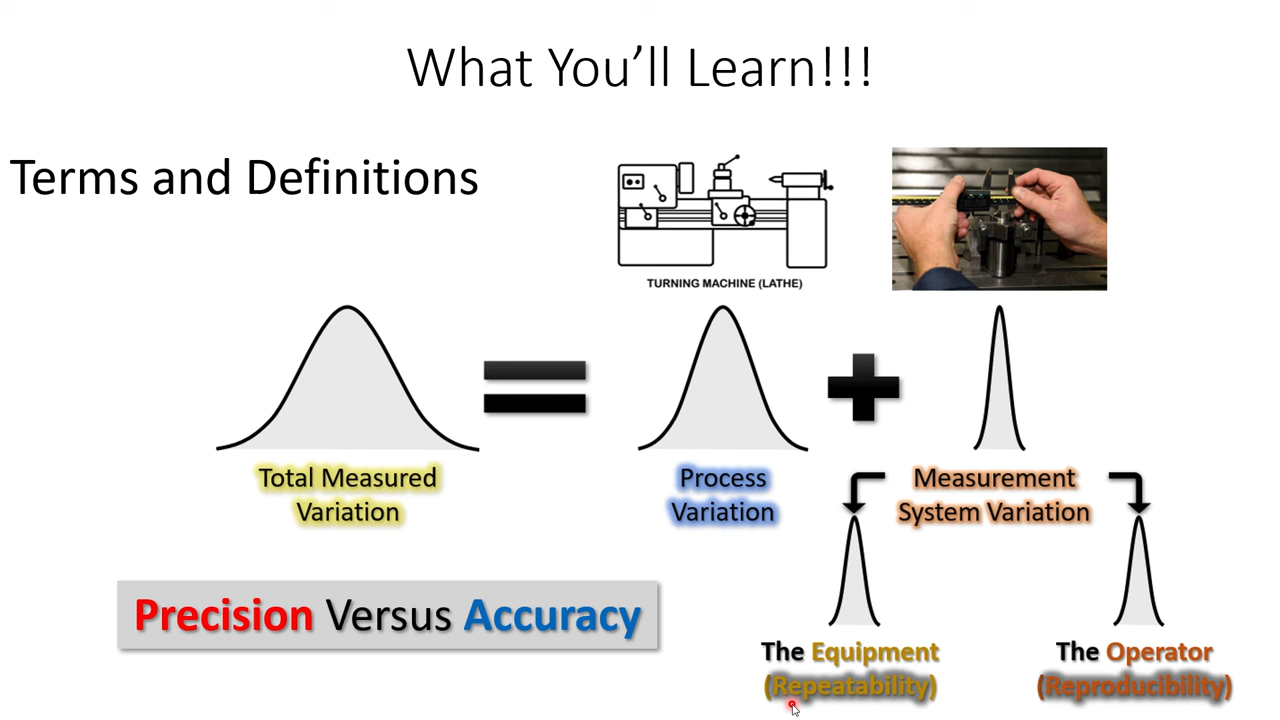 What You’ll Learn!!!
Terms and Definitions
TURNING MACHINE (LATHE)
Total Measured
Variation
Process
Variation
Measurement
System Variation
Precision Versus Accuracy
The Equipment
(Repeatability)
The Operator
(Reproducibility)